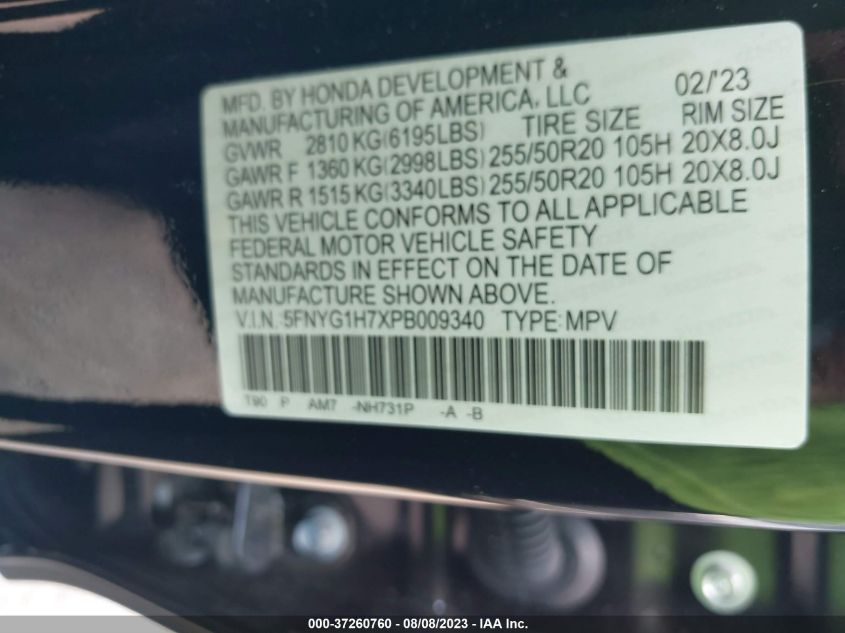 MFD. BY HONDA DEVELOPMENT &
MANUFACTURING OF AMERICA, LLC 02/'23
GVWR 2810 KG(6195LBS) TIRE SIZE RIM SIZE
GAWR F 1360 KG(2998LBS) 255/50R20 105H 20X8.0J
GAWR R 1515 KG(3340LBS) 255/50R20 105H 20X8.0J
THIS VEHICLE CONFORMS TO ALL APPLICABLE
FEDERAL MOTOR VEHICLE SAFETY
STANDARDS IN EFFECT ON THE DATE OF
MANUFACTURE SHOWN ABOVE.
V.I.N.:5FNYG1H7XPB009340 TYPE:MPV
T90 P AM7 -NH731P -A -B
000-37260760 - 08/08/2023 - IAA Inc.